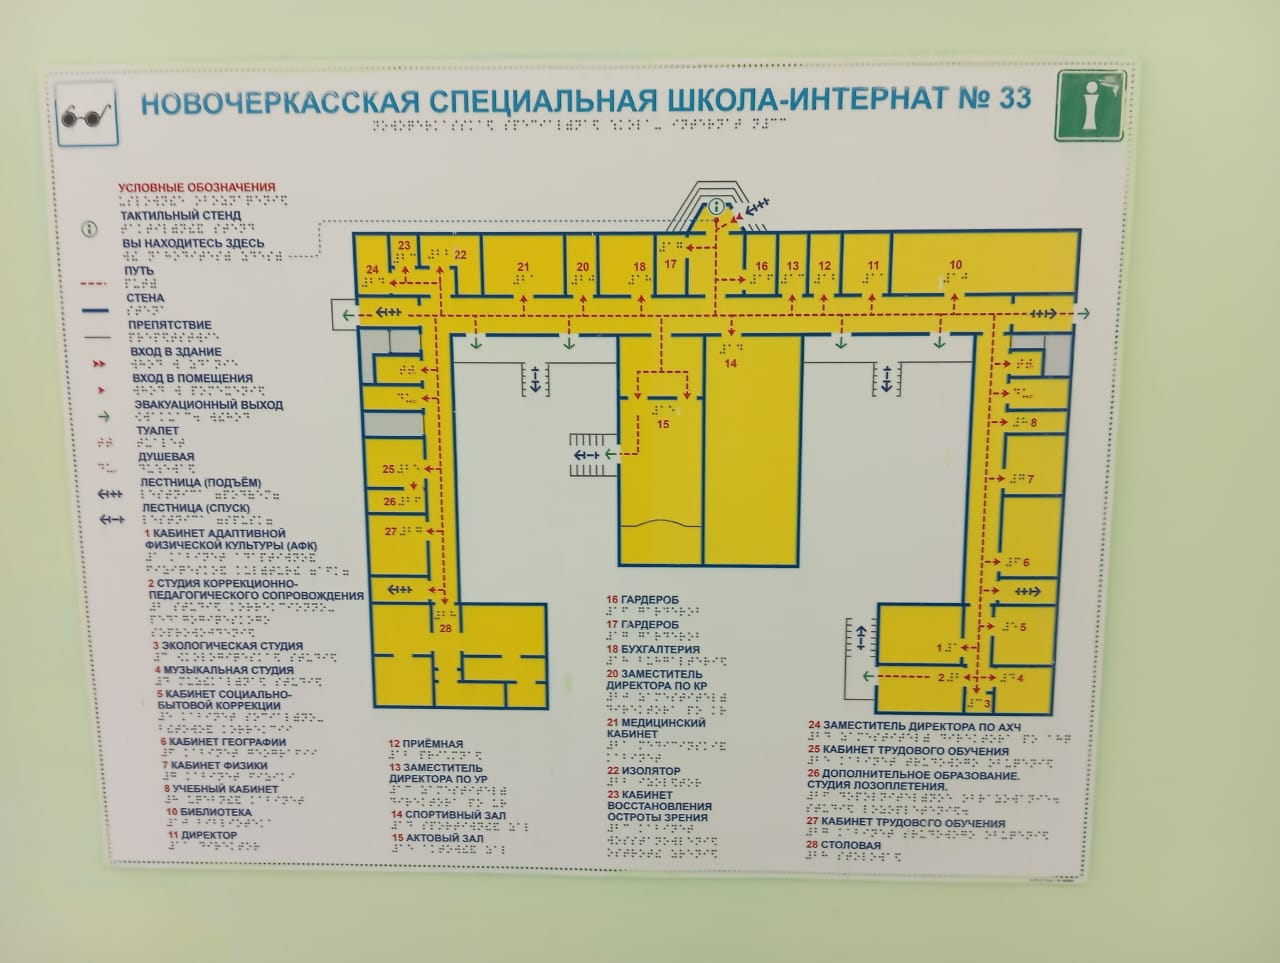 НОВОЧЕРКАССКАЯ СПЕЦИАЛЬНАЯ ШКОЛА-ИНТЕРНАТ № 33
УСЛОВНЫЕ ОБОЗНАЧЕНИЯ
ТАКТИЛЬНЫЙ СТЕНД
ВЫ НАХОДИТЕСЬ ЗДЕСЬ
ПУТЬ
СТЕНА
ПРЕПЯТСТВИЕ
ВХОД В ЗДАНИЕ
ВХОД В ПОМЕЩЕНИЯ
ЭВАКУАЦИОННЫЙ ВЫХОД
ТУАЛЕТ
ДУШЕВАЯ
ЛЕСТНИЦА (ПОДЪЁМ)
ЛЕСТНИЦА (СПУСК)
1 КАБИНЕТ АДАПТИВНОЙ
ФИЗИЧЕСКОЙ КУЛЬТУРЫ (АФК)
2 СТУДИЯ КОРРЕКЦИОННО-
ПЕДАГОГИЧЕСКОГО СОПРОВОЖДЕНИЯ
3 ЭКОЛОГИЧЕСКАЯ СТУДИЯ
4 МУЗЫКАЛЬНАЯ СТУДИЯ
5 КАБИНЕТ СОЦИАЛЬНО-
БЫТОВОЙ КОРРЕКЦИИ
6 КАБИНЕТ ГЕОГРАФИИ
7 КАБИНЕТ ФИЗИКИ
8 УЧЕБНЫЙ КАБИНЕТ
10 БИБЛИОТЕКА
11 ДИРЕКТОР
12 ПРИЁМНАЯ
13 ЗАМЕСТИТЕЛЬ
ДИРЕКТОРА ПО УР
14 СПОРТИВНЫЙ ЗАЛ
15 АКТОВЫЙ ЗАЛ
16 ГАРДЕРОБ
17 ГАРДЕРОБ
18 БУХГАЛТЕРИЯ
20 ЗАМЕСТИТЕЛЬ
ДИРЕКТОРА ПО КР
21 МЕДИЦИНСКИЙ
КАБИНЕТ
22 ИЗОЛЯТОР
23 КАБИНЕТ
ВОССТАНОВЛЕНИЯ
ОСТРОТЫ ЗРЕНИЯ
24 ЗАМЕСТИТЕЛЬ ДИРЕКТОРА ПО АХЧ
25 КАБИНЕТ ТРУДОВОГО ОБУЧЕНИЯ
26 ДОПОЛНИТЕЛЬНОЕ ОБРАЗОВАНИЕ.
СТУДИЯ ЛОЗОПЛЕТЕНИЯ.
27 КАБИНЕТ ТРУДОВОГО ОБУЧЕНИЯ
28 СТОЛОВАЯ
24
23
22
21
20
18
17
16
13
12
11
10
14
15
25
26
27
28
8
7
6
5
1
2
4
3